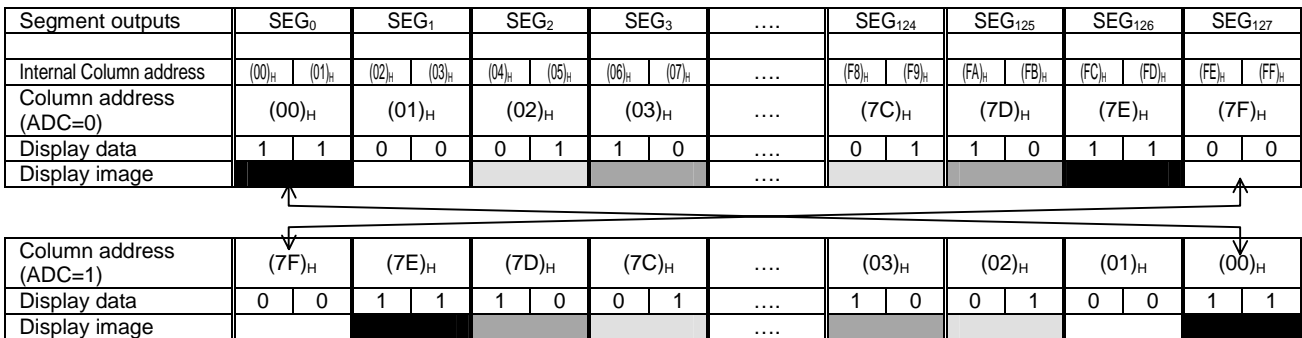 Segment outputs SEG0 SEG1 SEG2 SEG3 .... SEG124 SEG125 SEG126 SEG127
Internal Column address (00)H (01)H (02)H (03)H (04)H (05)H (06)H (07)H .... (F8)H (F9)H (FA)H (FB)H (FC)H (FD)H (FE)H (FF)H
Column address
(ADC=0) (00)H (01)H (02)H (03)H .... (7C)H (7D)H (7E)H (7F)H
Display data 1 1 0 0 0 1 1 0 .... 0 1 1 0 1 1 0 0
Display image ....
Column address
(ADC=1) (7F)H (7E)H (7D)H (7C)H .... (03)H (02)H (01)H (00)H
Display data 0 0 1 1 1 0 0 1 .... 1 0 0 1 0 0 1 1
Display image ....